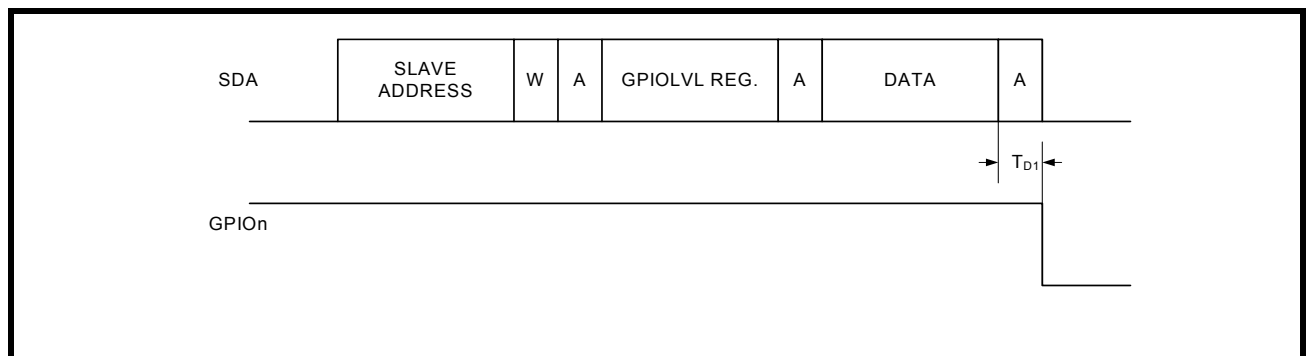 SDA
SLAVE
ADDRESS
W
A
GPIOLVL REG.
A
DATA
A
TD1
GPIOn